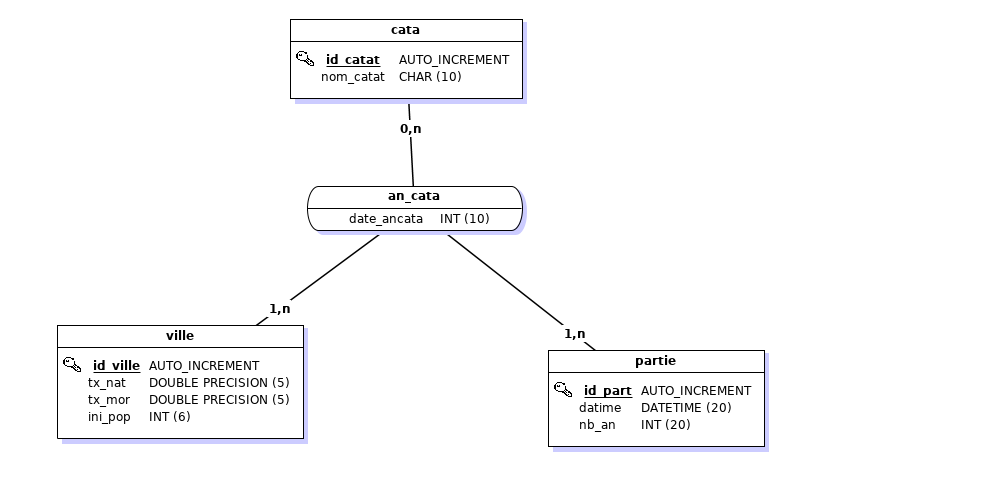 cata
id_catat AUTO_INCREMENT
nom_catat CHAR (10)
0,n
an_cata
date_ancata INT (10)
1,n
1,n
ville
id_ville AUTO_INCREMENT
tx_nat DOUBLE PRECISION (5)
tx_mor DOUBLE PRECISION (5)
ini_pop INT (6)
partie
id_part AUTO_INCREMENT
datime DATETIME (20)
nb_an INT (20)